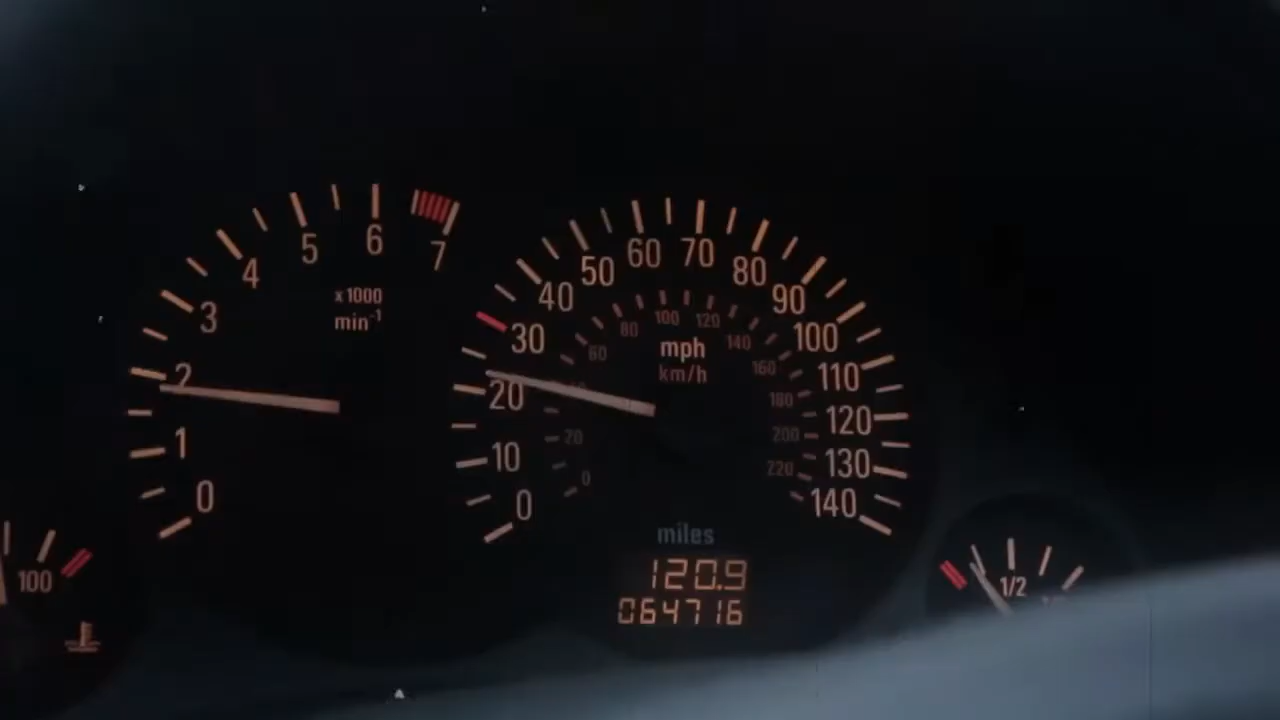 0 1 2 3 4 5 6 7
x1000
min⁻¹
0 10 20 30 40 50 60 70 80 90 100 110 120 130 140
0 20 60 80 100 120 140 160 180 200 220
mph
km/h
miles
120.9
064716
100
1/2